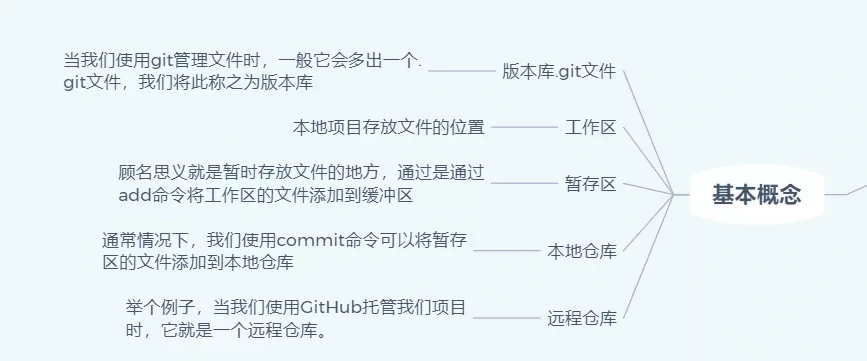 当我们使用git管理文件时，一般它会多出一个.
git文件，我们将此称之为版本库
版本库.git文件
本地项目存放文件的位置
工作区
顾名思义就是暂时存放文件的地方，通过是通过
add命令将工作区的文件添加到缓冲区
暂存区
基本概念
通常情况下，我们使用commit命令可以将暂存
区的文件添加到本地仓库
本地仓库
举个例子，当我们使用GitHub托管我们项目
时，它就是一个远程仓库。
远程仓库